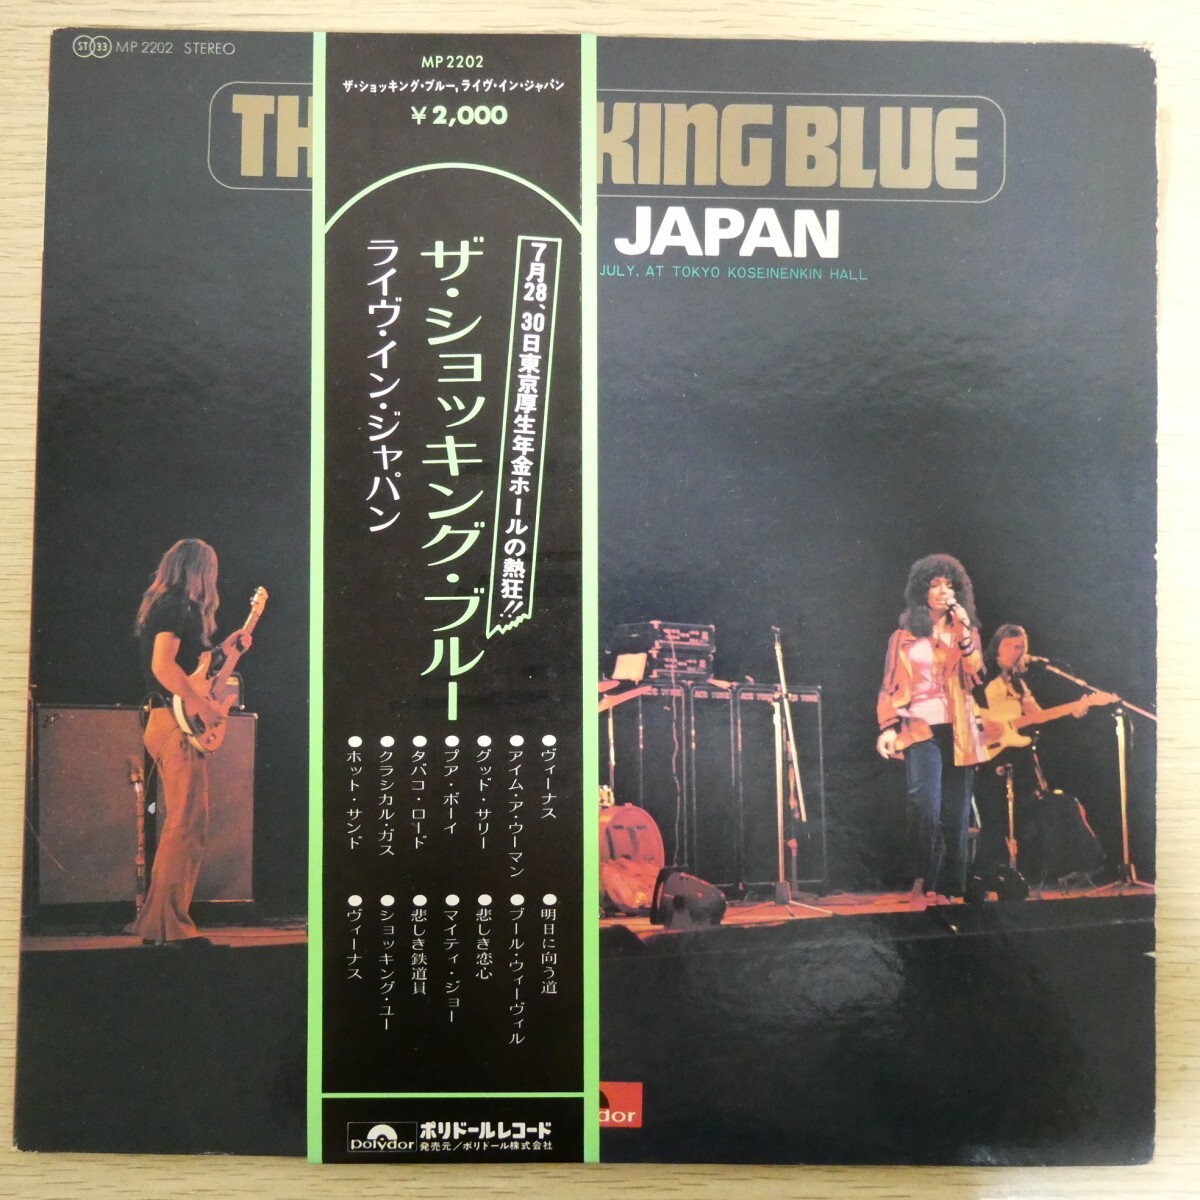 ST 33 MP 2202 STEREO
TH KING BLUE
JAPAN
JULY, AT TOKYO KOSEINENKIN HALL
MP2202
ザ・ショッキング・ブルー,ライヴ・イン・ジャパン
¥2,000
7月28、30日東京厚生年金ホールの熱狂!!
ザ・ショッキング・ブルー
ライヴ・イン・ジャパン
●ヴィーナス
●アイム・ア・ウーマン
●グッド・サリー
●プア・ボーイ
●タバコ・ロード
●クラシカル・ガス
●ホット・サンド
●明日に向う道
●ブール・ウィーヴィル
●悲しき恋心
●マイティ・ジョー
●悲しき鉄道員
●ショッキング・ユー
●ヴィーナス
polydor
ポリドールレコード
発売元/ポリドール株式会社
dor